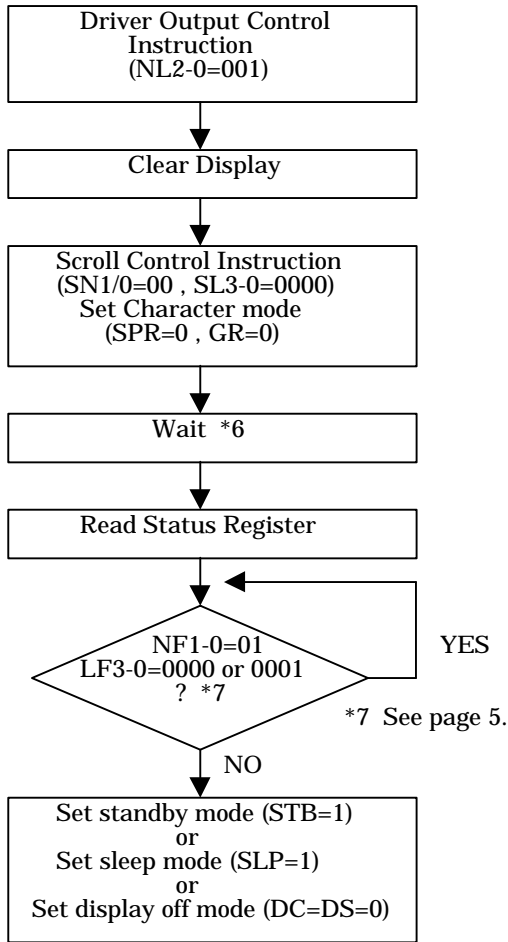 Driver Output Control
Instruction
(NL2-0=001)
Clear Display
Scroll Control Instruction
(SN1/0=00 , SL3-0=0000)
Set Character mode
(SPR=0 , GR=0)
Wait *6
Read Status Register
NF1-0=01
LF3-0=0000 or 0001
? *7
YES
*7 See page 5.
NO
Set standby mode (STB=1)
or
Set sleep mode (SLP=1)
or
Set display off mode (DC=DS=0)